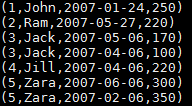 (1,John,2007-01-24,250)
(2,Ram,2007-05-27,220)
(3,Jack,2007-05-06,170)
(3,Jack,2007-04-06,100)
(4,Jill,2007-04-06,220)
(5,Zara,2007-06-06,300)
(5,Zara,2007-02-06,350)